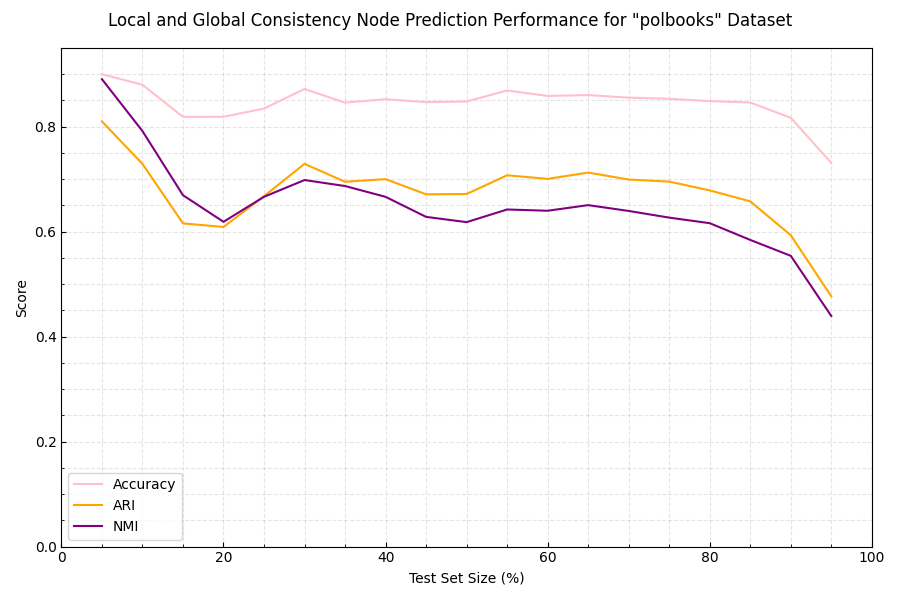 Local and Global Consistency Node Prediction Performance for "polbooks" Dataset
Score
0.8
0.6
0.4
0.2
0.0
Accuracy
ARI
NMI
0 20 40 60 80 100
Test Set Size (%)